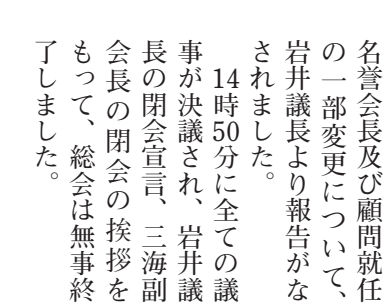 名誉会長及び顧問就任
の一部変更について、
岩井議長より報告がな
されました。
　14時50分に全ての議
事が決議され、岩井議
長の閉会宣言、三海副
会長の閉会の挨拶を
もって、総会は無事終
了しました。